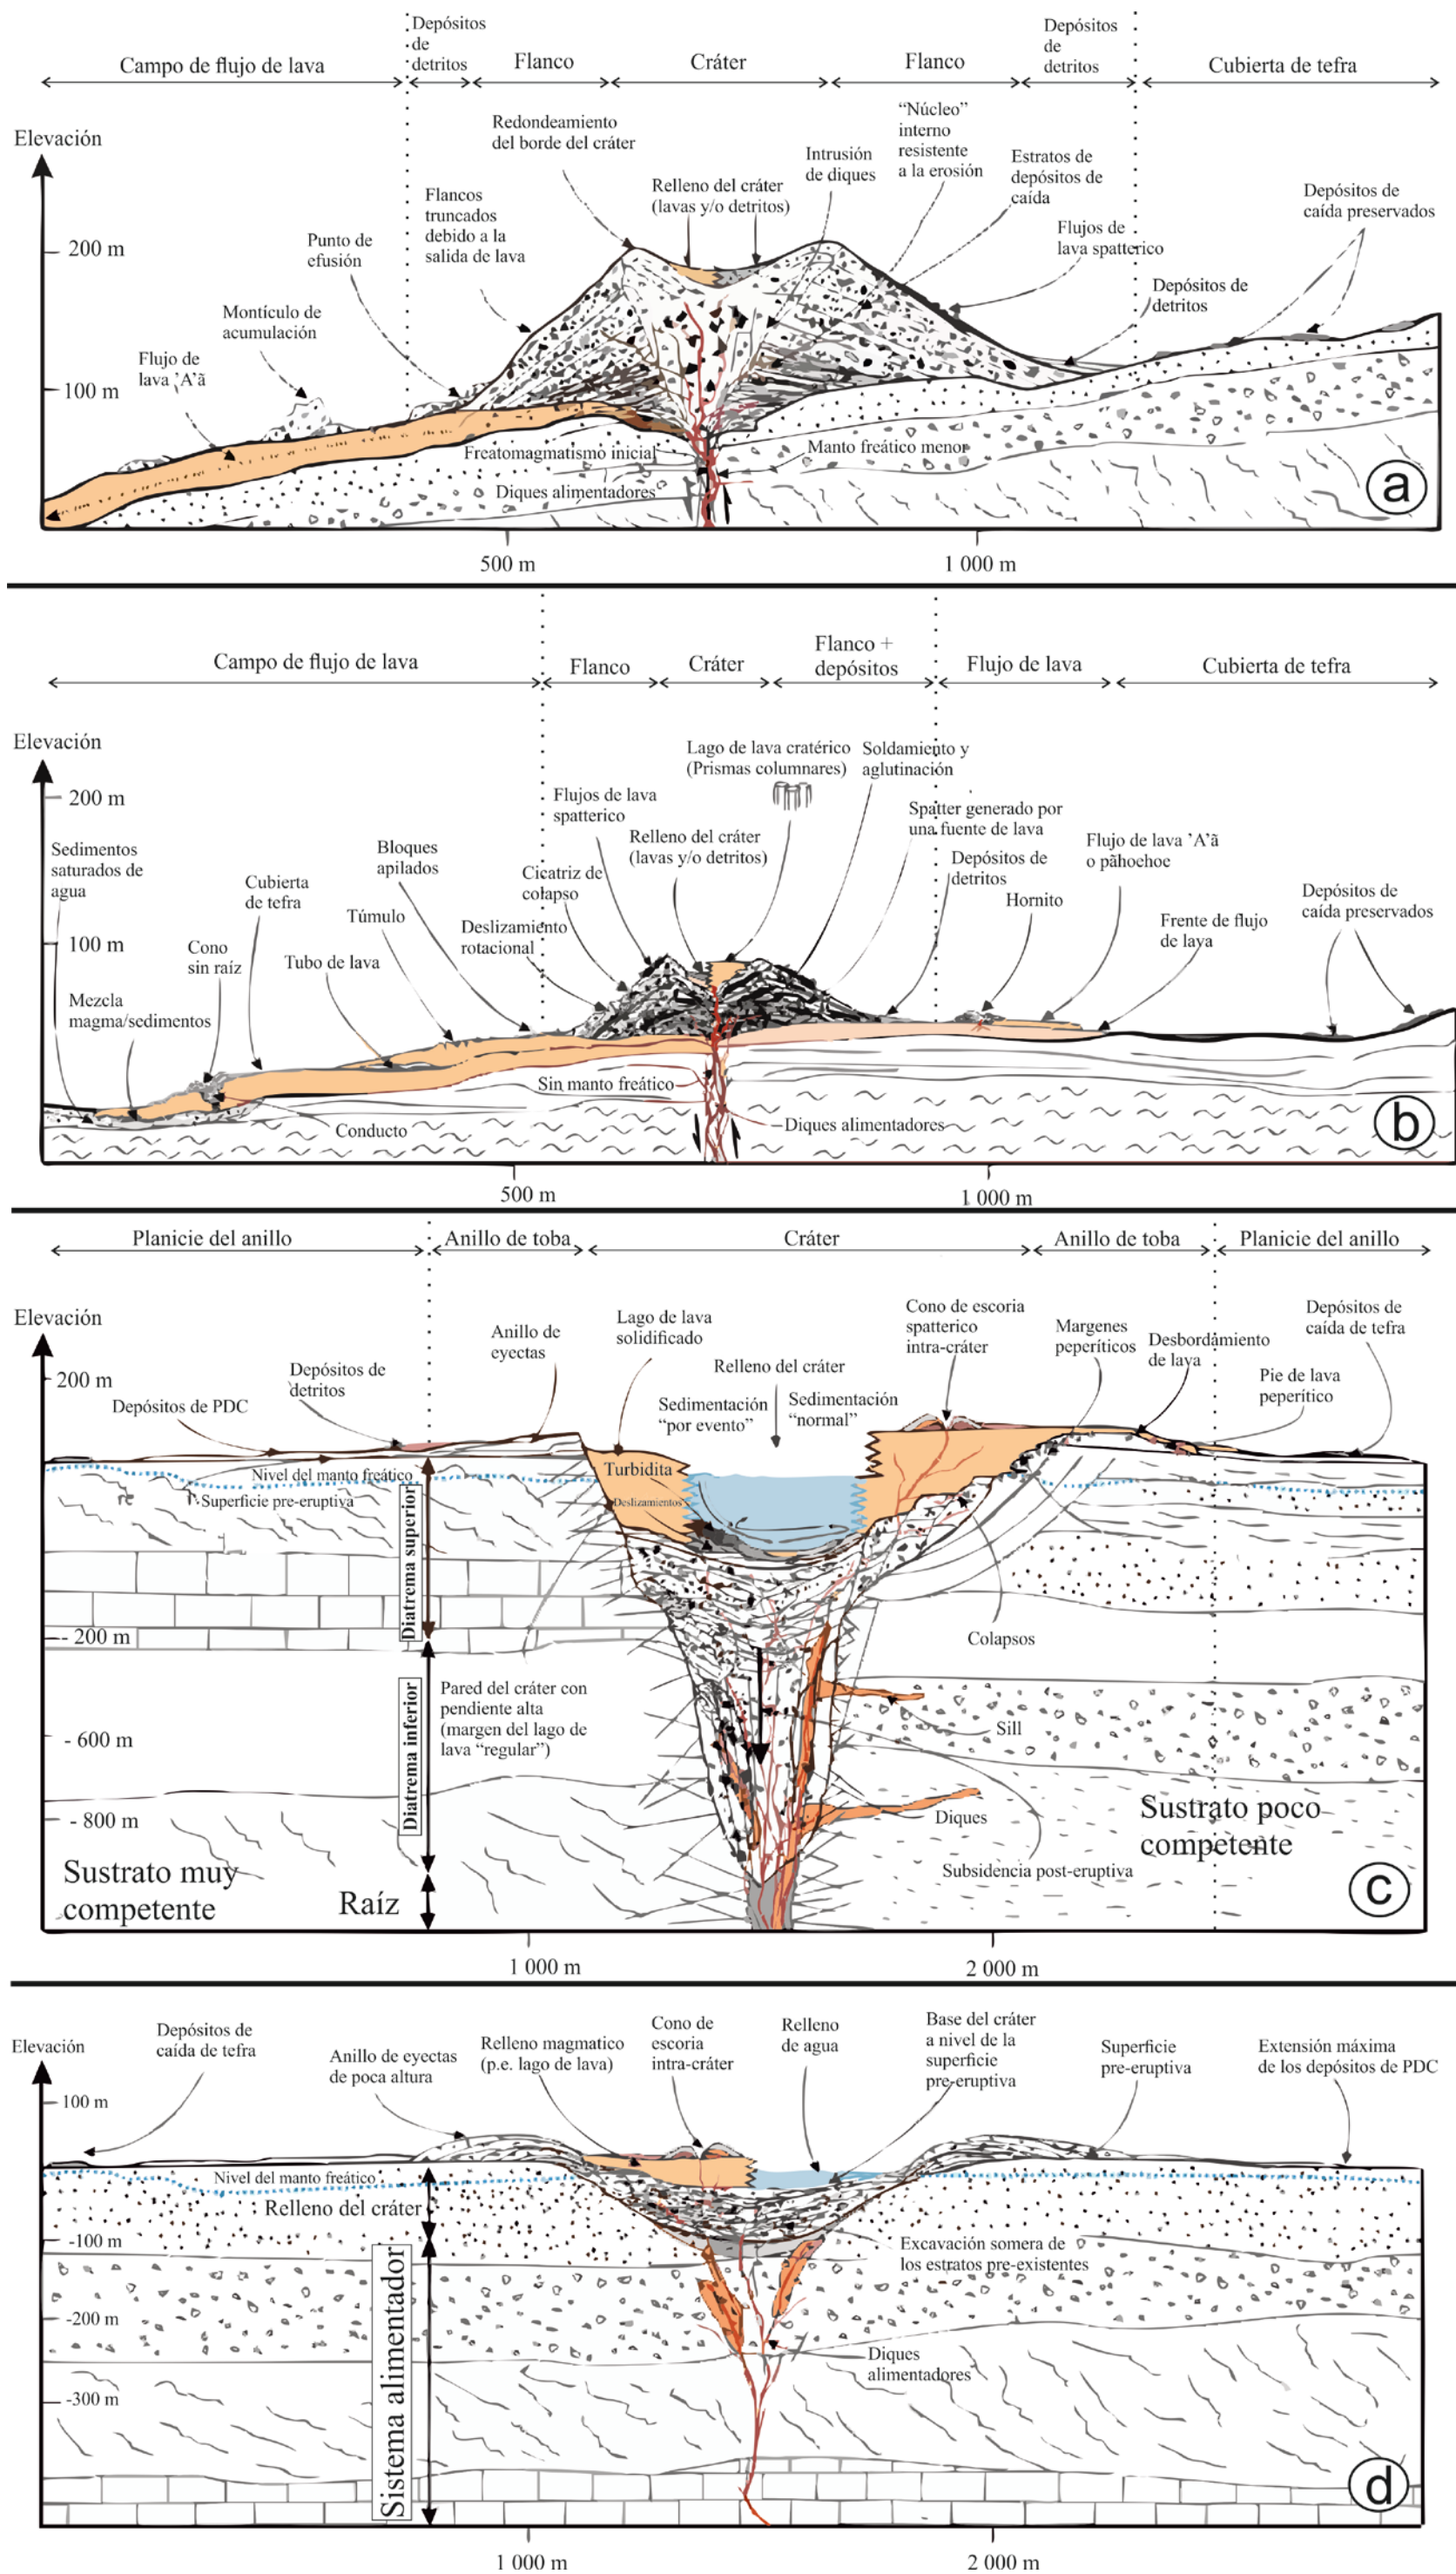 Campo de flujo de lava
Depósitos
de
detritos
Flanco
Cráter
Flanco
Depósitos
de
detritos
Cubierta de tefra
Elevación
200 m
100 m
Redondeamiento
del borde del cráter
Flancos
truncados
debido a la
salida de lava
Punto de
efusión
Montículo de
acumulación
Flujo de
lava 'A'ā
Relleno del cráter
(lavas y/o detritos)
Intrusión
de diques
“Núcleo”
interno
resistente
a la erosión
Estratos de
depósitos de
caída
Flujos de
lava spatterico
Depósitos de
detritos
Depósitos de
caída preservados
Freatomagmatismo inicial
Manto freático menor
Diques alimentadores
a
500 m
1 000 m
Campo de flujo de lava
Flanco
Cráter
Flanco +
depósitos
Flujo de lava
Cubierta de tefra
Elevación
200 m
100 m
Sedimentos
saturados de
agua
Mezcla
magma/sedimentos
Cono
sin raíz
Cubierta
de tefra
Tubo de lava
Túmulo
Bloques
apilados
Deslizamiento
rotacional
Cicatriz de
colapso
Flujos de lava
spatterico
Relleno del cráter
(lavas y/o detritos)
Lago de lava cratérico
(Prismas columnares)
Soldamiento y
aglutinación
Spatter generado por
una fuente de lava
Depósitos de
detritos
Hornito
Flujo de lava 'A'ā
o pāhoehoe
Frente de flujo
de lava
Depósitos de
caída preservados
Sin manto freático
Conducto
Diques alimentadores
b
500 m
1 000 m
Planicie del anillo
Anillo de toba
Cráter
Anillo de toba
Planicie del anillo
Elevación
200 m
Depósitos de PDC
Depósitos de
detritos
Anillo de
eyectas
Lago de lava
solidificado
Relleno del cráter
Sedimentación
“por evento”
Sedimentación
“normal”
Cono de escoria
spatterico
intra-cráter
Margenes
peperíticos
Desbordamiento
de lava
Pie de lava
peperítico
Depósitos de
caída de tefra
Nivel del manto freático
Superficie pre-eruptiva
Turbidita
Deslizamientos
Diatrema superior
- 200 m
Colapsos
Diatrema inferior
Pared del cráter con
pendiente alta
(margen del lago de
lava “regular”)
- 600 m
Sill
- 800 m
Diques
Sustrato poco
competente
Subsidencia post-eruptiva
Sustrato muy
competente
Raíz
c
1 000 m
2 000 m
Elevación
100 m
Depósitos de
caída de tefra
Anillo de eyectas
de poca altura
Relleno magmatico
(p.e. lago de lava)
Cono de
escoria
intra-cráter
Relleno
de agua
Base del cráter
a nivel de la
superficie
pre-eruptiva
Superficie
pre-eruptiva
Extensión máxima
de los depósitos de PDC
Nivel del manto freático
Relleno del cráter
-100 m
Excavación somera de
los estratos pre-existentes
-200 m
Sistema alimentador
Diques
alimentadores
-300 m
d
1 000 m
2 000 m